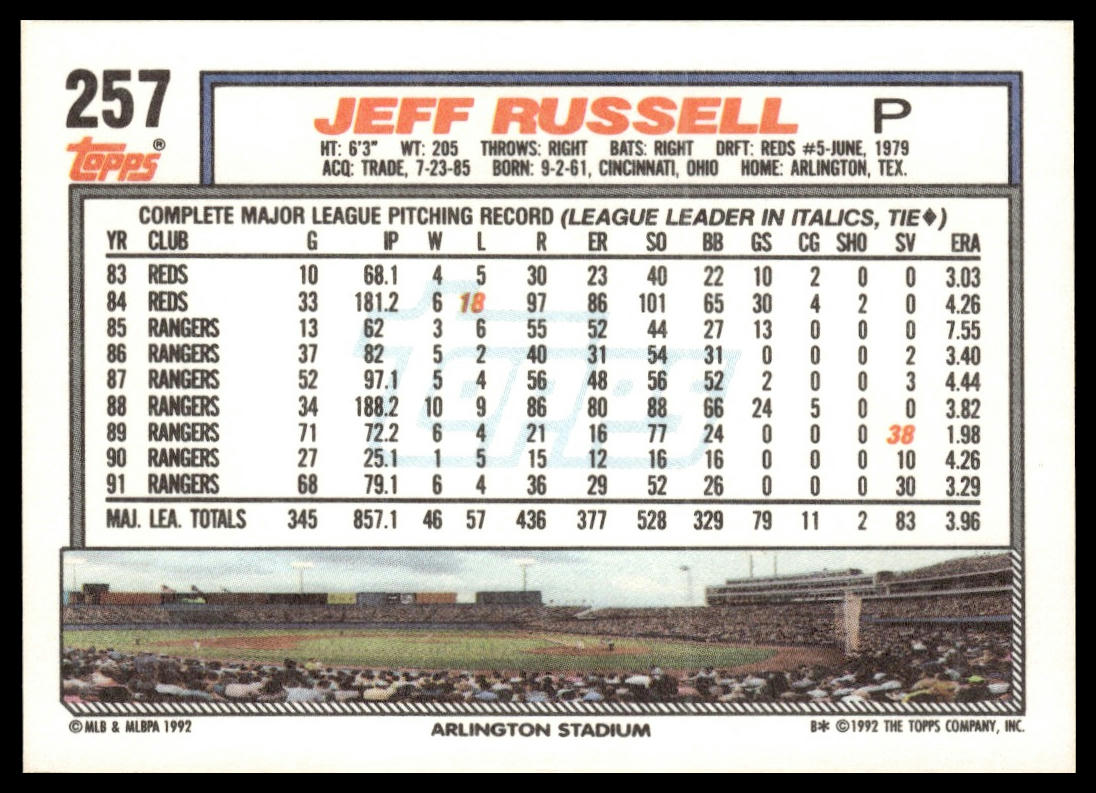 257
topps®
JEFF RUSSELL P
HT: 6'3" WT: 205 THROWS: RIGHT BATS: RIGHT DRFT: REDS #5-JUNE, 1979
ACQ: TRADE, 7-23-85 BORN: 9-2-61, CINCINNATI, OHIO HOME: ARLINGTON, TEX.
COMPLETE MAJOR LEAGUE PITCHING RECORD (LEAGUE LEADER IN ITALICS, TIE♦)
YR CLUB G IP W L R ER SO BB GS CG SHO SV ERA
83 REDS 10 68.1 4 5 30 23 40 22 10 2 0 0 3.03
84 REDS 33 181.2 6 18 97 86 101 65 30 4 2 0 4.26
85 RANGERS 13 62 3 6 55 52 44 27 13 0 0 0 7.55
86 RANGERS 37 82 5 2 40 31 54 31 0 0 0 2 3.40
87 RANGERS 52 97.1 5 4 56 48 56 52 2 0 0 3 4.44
88 RANGERS 34 188.2 10 9 86 80 88 66 24 5 0 0 3.82
89 RANGERS 71 72.2 6 4 21 16 77 24 0 0 0 38 1.98
90 RANGERS 27 25.1 1 5 15 12 16 16 0 0 0 10 4.26
91 RANGERS 68 79.1 6 4 36 29 52 26 0 0 0 30 3.29
MAJ. LEA. TOTALS 345 857.1 46 57 436 377 528 329 79 11 2 83 3.96
Topps
© MLB & MLBPA 1992
ARLINGTON STADIUM
B* © 1992 THE TOPPS COMPANY, INC.